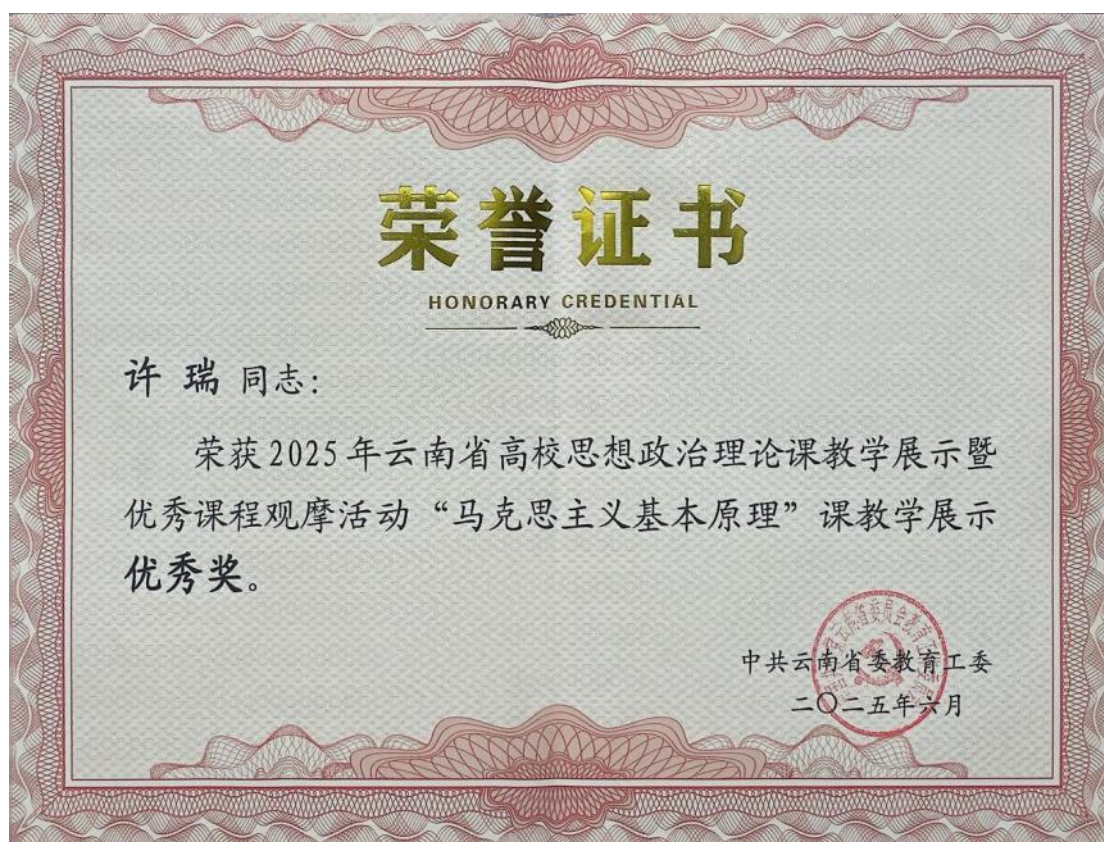 荣誉证书
HONORARY CREDENTIAL
许瑞同志：
荣获2025年云南省高校思想政治理论课教学展示暨
优秀课程观摩活动“马克思主义基本原理”课教学展示
优秀奖。
中共云南省委教育工委
二〇二五年六月